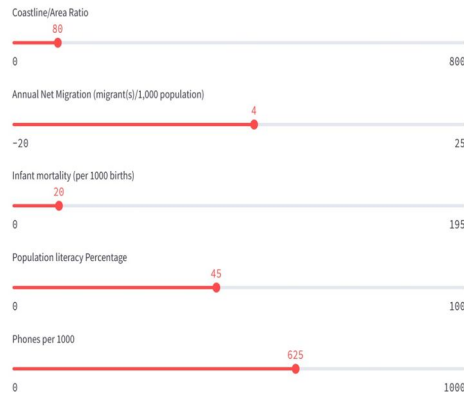 Coastline/Area Ratio
80
0 800
Annual Net Migration (migrant(s)/1,000 population)
4
-20 25
Infant mortality (per 1000 births)
20
0 195
Population literacy Percentage
45
0 100
Phones per 1000
625
0 1000